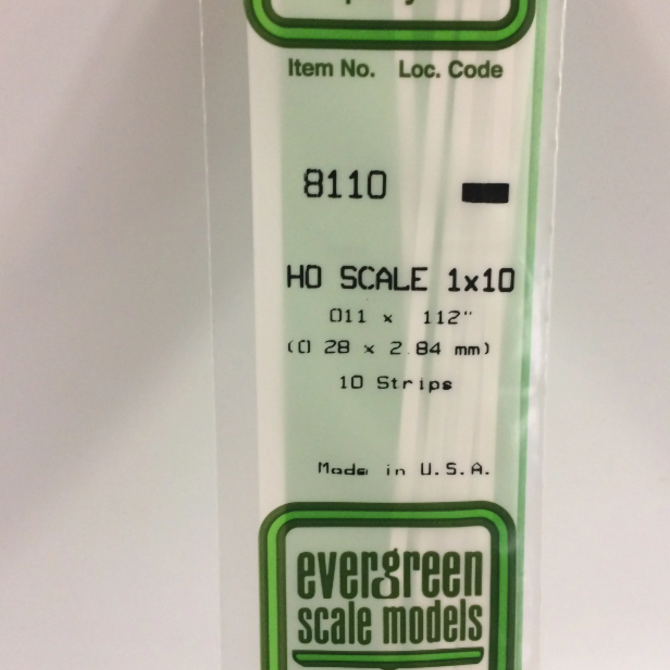 Item No. Loc. Code
8110
HO SCALE 1x10
011 x 112"
(0 28 x 2.84 mm)
10 Strips
Made in U.S.A.
evergreen
scale models